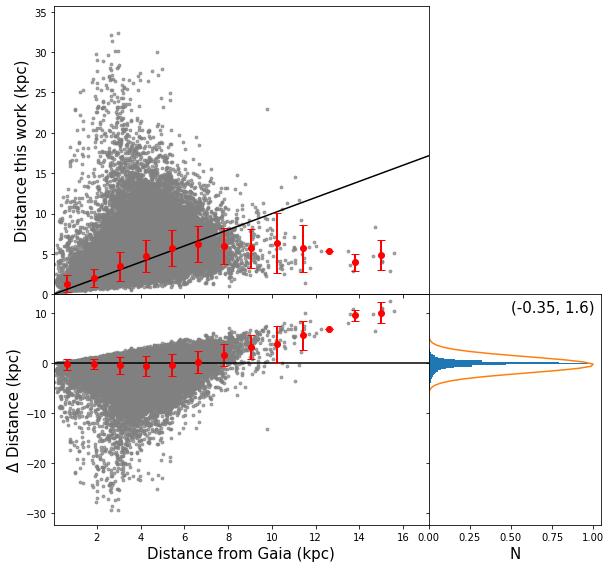 35
30
25
20
15
10
5
0
Distance this work (kpc)
10
0
−10
−20
−30
Δ Distance (kpc)
(-0.35, 1.6)
2 4 6 8 10 12 14 16
Distance from Gaia (kpc)
0.00 0.25 0.50 0.75 1.00
N